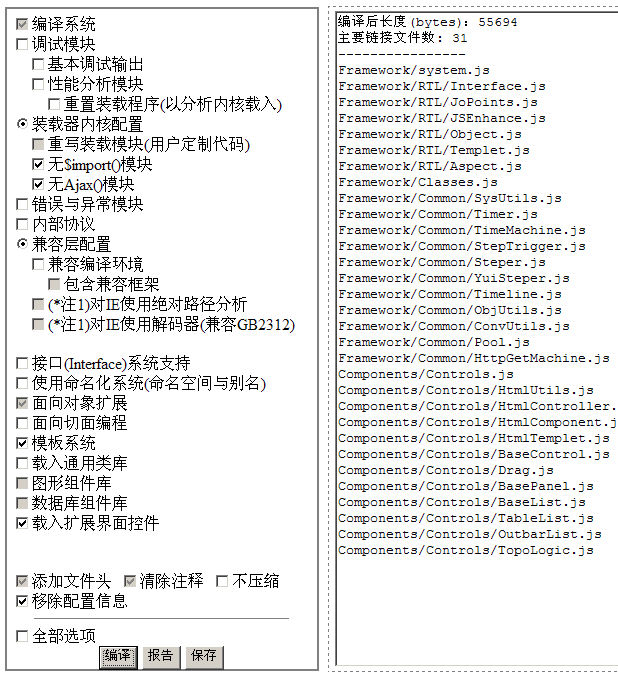 编译系统
调试模块
基本调试输出
性能分析模块
重置装载程序(以分析内核载入)
装载器内核配置
重写装载模块(用户定制代码)
无$import()模块
无Ajax()模块
错误与异常模块
内部协议
兼容层配置
兼容编译环境
包含兼容框架
(*注1)对IE使用绝对路径分析
(*注1)对IE使用解码器(兼容GB2312)
接口(Interface)系统支持
使用命名化系统(命名空间与别名)
面向对象扩展
面向切面编程
模板系统
载入通用类库
图形组件库
数据库组件库
载入扩展界面控件
添加文件头 清除注释 不压缩
移除配置信息
全部选项
编译 报告 保存
编译后长度(bytes): 55694
主要链接文件数: 31
----------------
Framework/system.js
Framework/RTL/Interface.js
Framework/RTL/JoPoints.js
Framework/RTL/JSEnhance.js
Framework/RTL/Object.js
Framework/RTL/Templet.js
Framework/RTL/Aspect.js
Framework/Classes.js
Framework/Common/SysUtils.js
Framework/Common/Timer.js
Framework/Common/TimeMachine.js
Framework/Common/StepTrigger.js
Framework/Common/Steper.js
Framework/Common/YuiSteper.js
Framework/Common/Timeline.js
Framework/Common/ObjUtils.js
Framework/Common/ConvUtils.js
Framework/Common/Pool.js
Framework/Common/HttpGetMachine.js
Components/Controls.js
Components/Controls/HtmlUtils.js
Components/Controls/HtmlController.
Components/Controls/HtmlComponent.j
Components/Controls/HtmlTemplet.js
Components/Controls/BaseControl.js
Components/Controls/Drag.js
Components/Controls/BasePanel.js
Components/Controls/BaseList.js
Components/Controls/TableList.js
Components/Controls/OutbarList.js
Components/Controls/TopoLogic.js